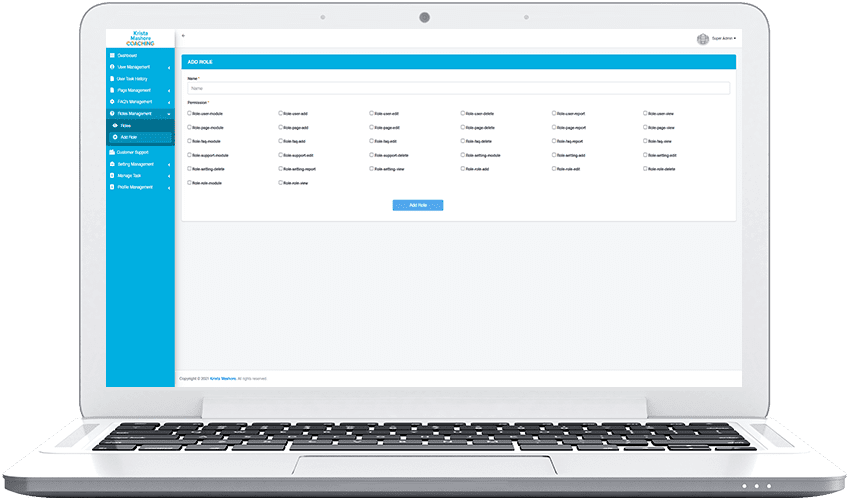 Krista
Mashore
COACHING
Super Admin
Dashboard
User Management
User Task History
Page Management
FAQ's Management
Roles Management
Roles
Add Role
Customer Support
Setting Management
Manage Task
Profile Management
ADD ROLE
Name *
Name
Permission *
Role-user-module Role-user-add Role-user-edit Role-user-delete Role-user-report Role-user-view
Role-page-module Role-page-add Role-page-edit Role-page-delete Role-page-report Role-page-view
Role-faq-module Role-faq-add Role-faq-edit Role-faq-delete Role-faq-report Role-faq-view
Role-support-module Role-support-add Role-support-edit Role-support-delete Role-setting-module Role-setting-add Role-setting-edit
Role-setting-delete Role-setting-report Role-setting-view Role-role-add Role-role-edit Role-role-delete
Role-role-module Role-role-view
Add Role
Copyright © 2021 Krista Mashore. All rights reserved.